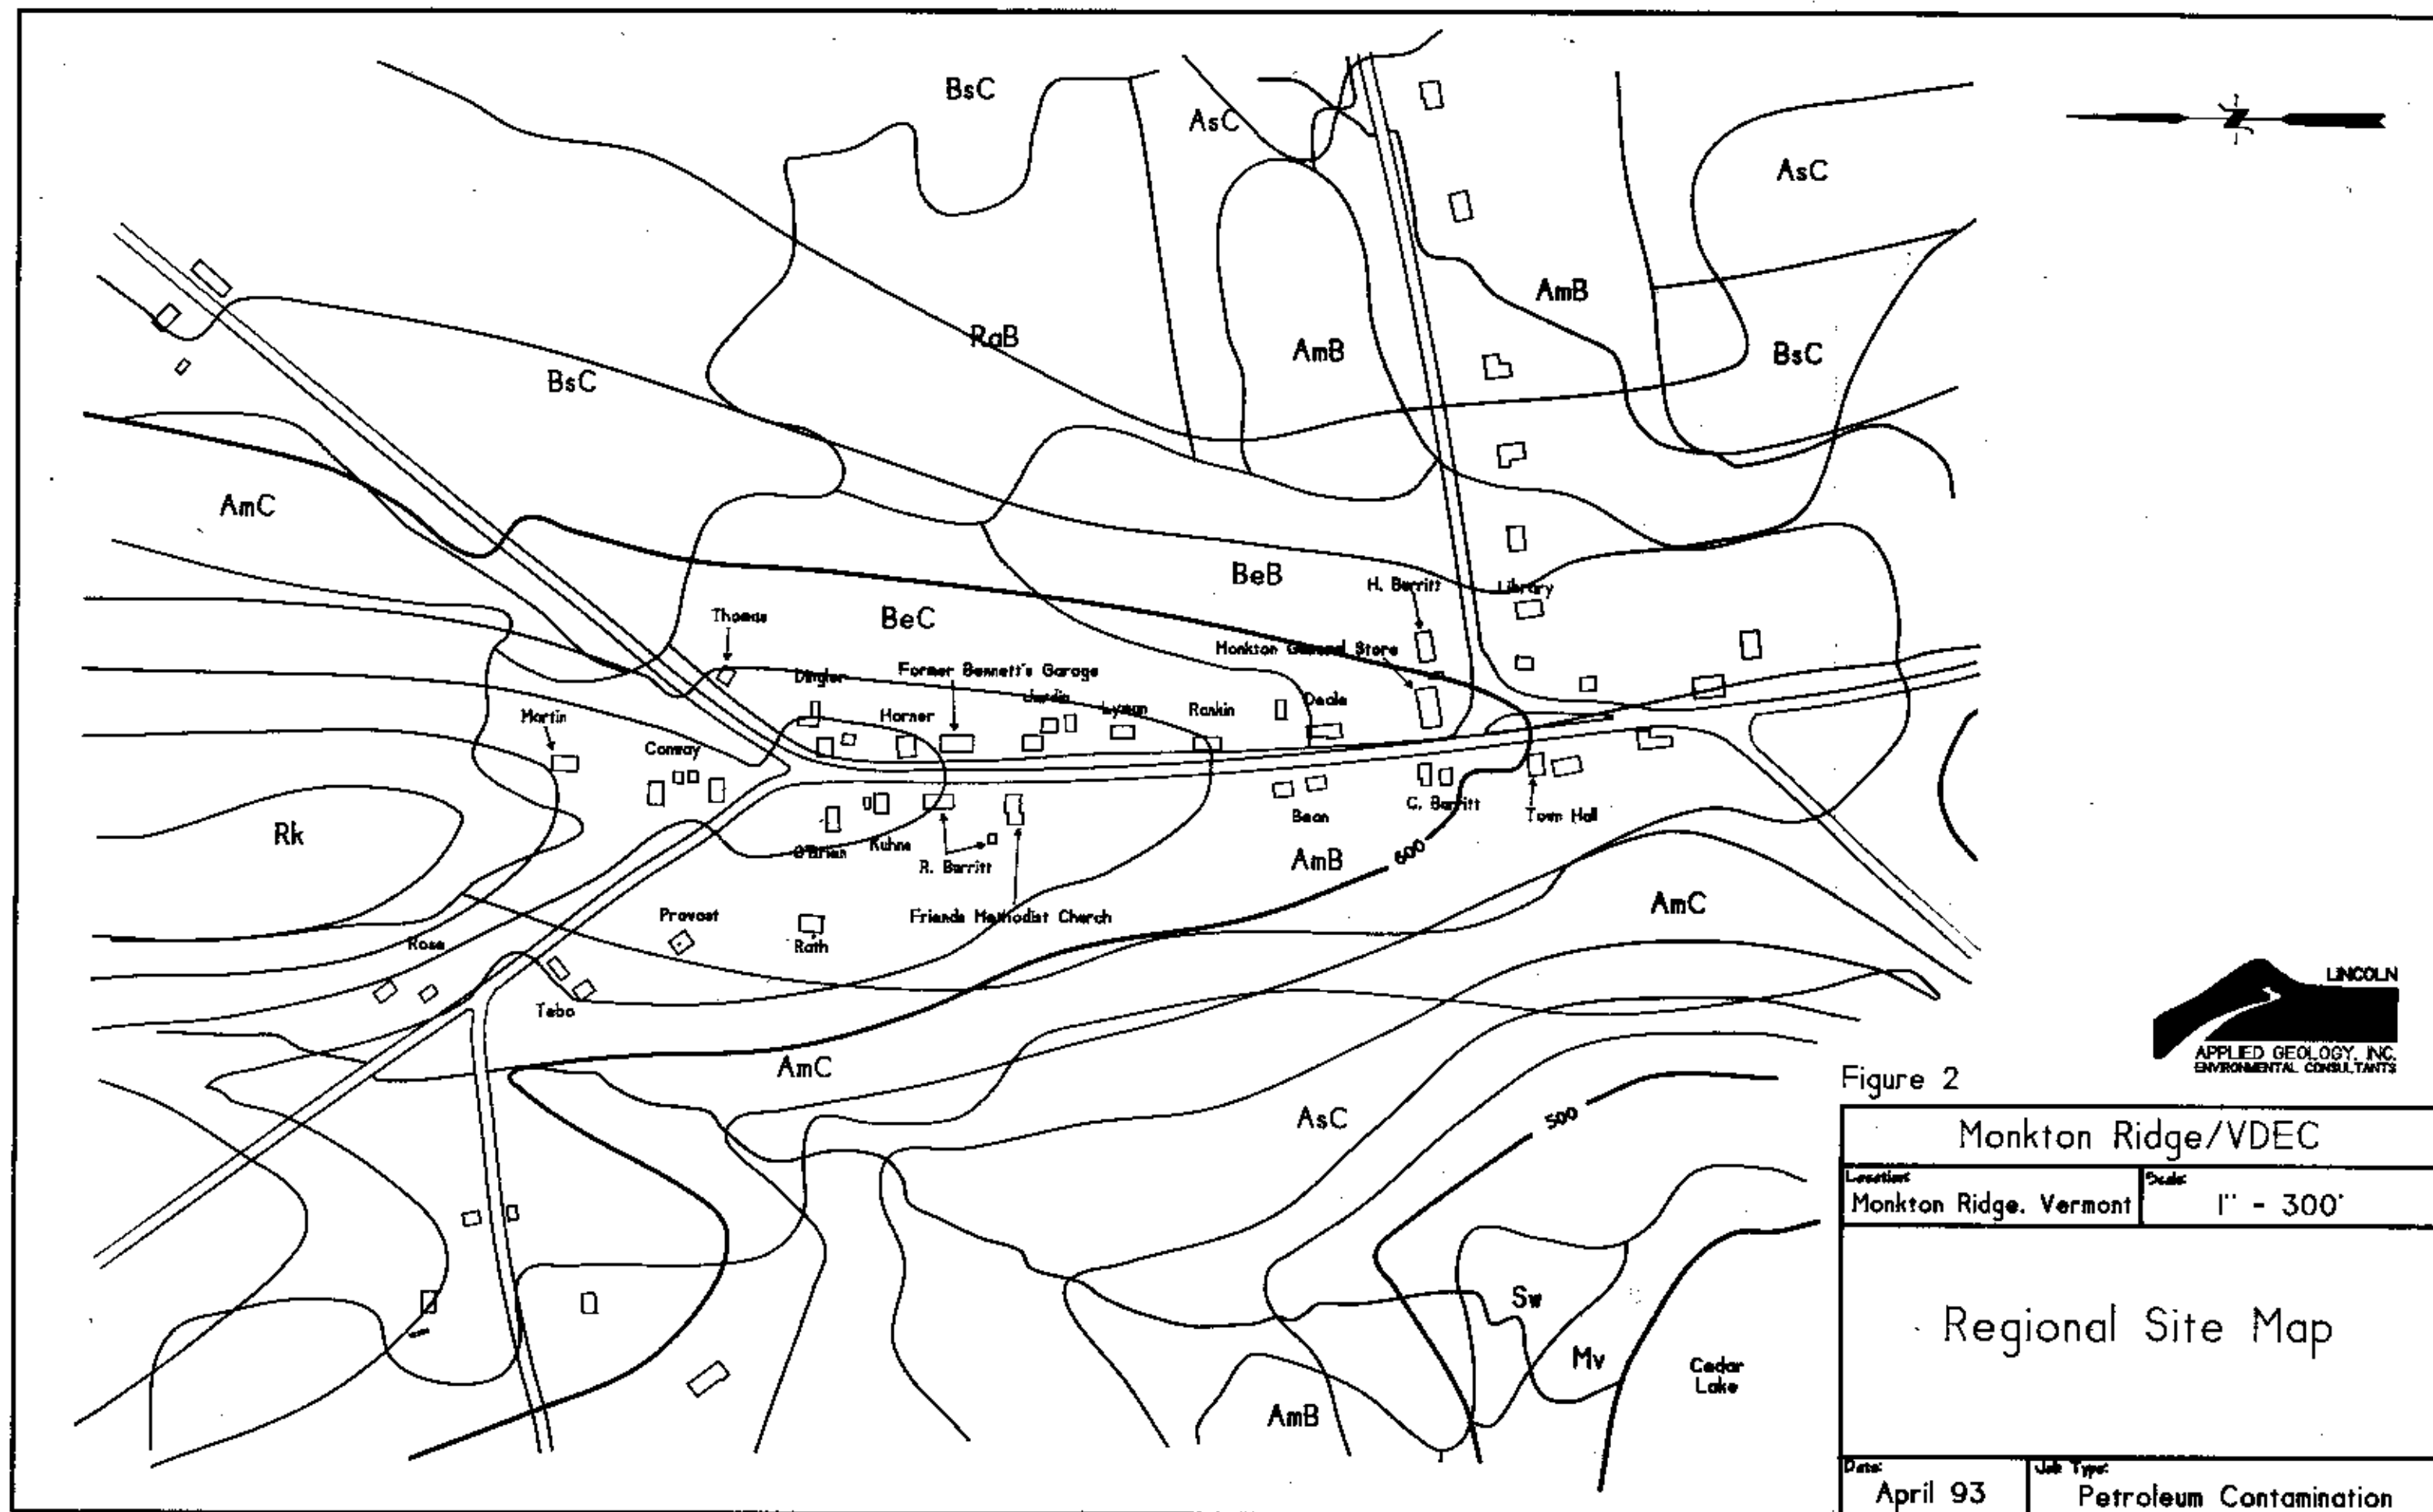 BsC
AsC
N
AsC
AmB
RaB
AmB
BsC
BsC
AmC
BeB
H. Barritt
Library
Thomas
BeC
Monkton General Store
Dingler
Former Bennett's Garage
Jardin
Lyman
Rankin
Deale
Martin
Horner
Conway
Rk
O'Brien
Kuhne
R. Barritt
Bean
C. Barritt
Town Hall
AmB
600
Provost
Friends Methodist Church
AmC
Rose
Rath
Tebo
AmC
AsC
500
Sw
Mv
Cedar
Lake
AmB
LINCOLN
APPLIED GEOLOGY, INC.
ENVIRONMENTAL CONSULTANTS
Figure 2
Monkton Ridge/VDEC
Location:
Monkton Ridge, Vermont
Scale:
1" - 300'
Regional Site Map
Date:
April 93
Job Type:
Petroleum Contamination